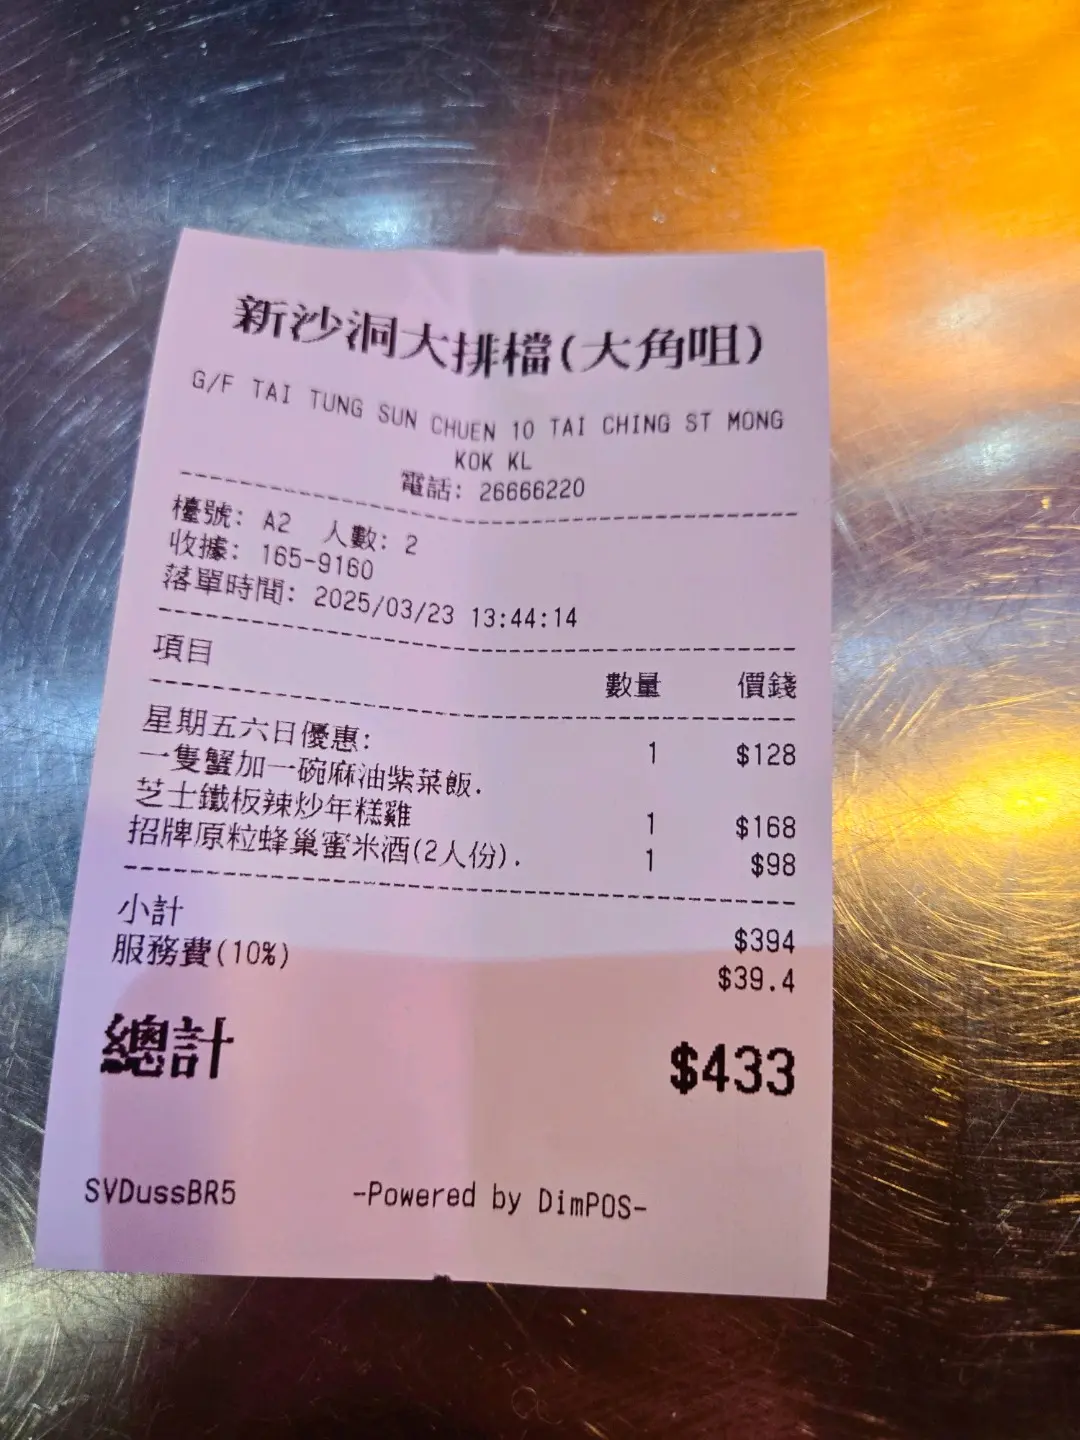 新沙洞大排檔(大角咀)
G/F TAI TUNG SUN CHUEN 10 TAI CHING ST MONG
KOK KL
電話: 26666220
檯號: A2 人數: 2
收據: 165-9160
落單時間: 2025/03/23 13:44:14
項目 數量 價錢
星期五六日優惠: 1 $128
一隻蟹加一碗麻油紫菜飯.
芝士鐵板辣炒年糕雞 1 $168
招牌原粒蜂巢蜜米酒(2人份). 1 $98
小計 $394
服務費(10%) $39.4
總計 $433
SVDussBR5 -Powered by DimPOS-